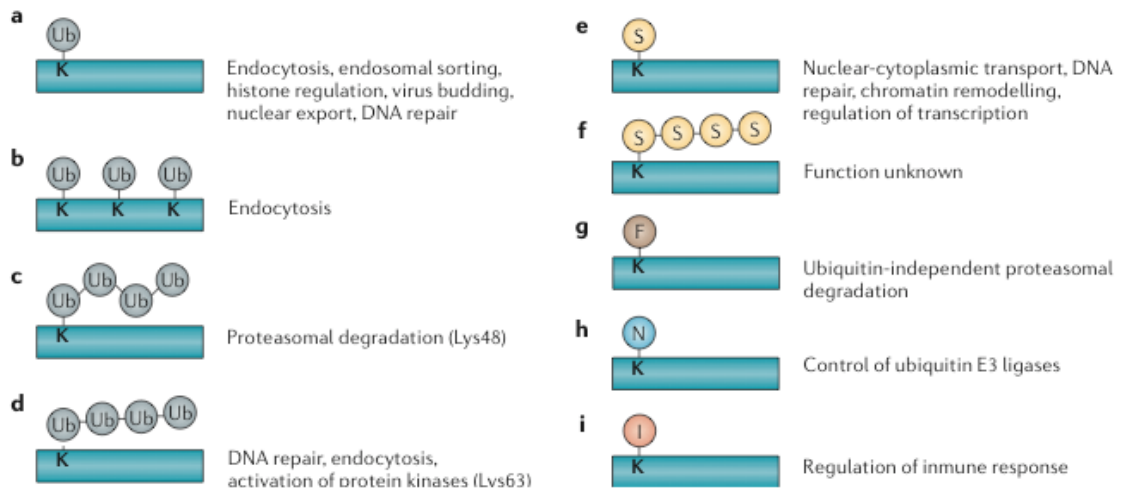 a
Ub
K
Endocytosis, endosomal sorting,
histone regulation, virus budding,
nuclear export, DNA repair
b
Ub Ub Ub
K K K
Endocytosis
c
Ub Ub Ub Ub
K
Proteasomal degradation (Lys48)
d
Ub Ub Ub Ub
K
DNA repair, endocytosis,
activation of protein kinases (Lys63)
e
S
K
Nuclear-cytoplasmic transport, DNA
repair, chromatin remodelling,
regulation of transcription
f
S S S S
K
Function unknown
g
F
K
Ubiquitin-independent proteasomal
degradation
h
N
K
Control of ubiquitin E3 ligases
i
I
K
Regulation of inmune response